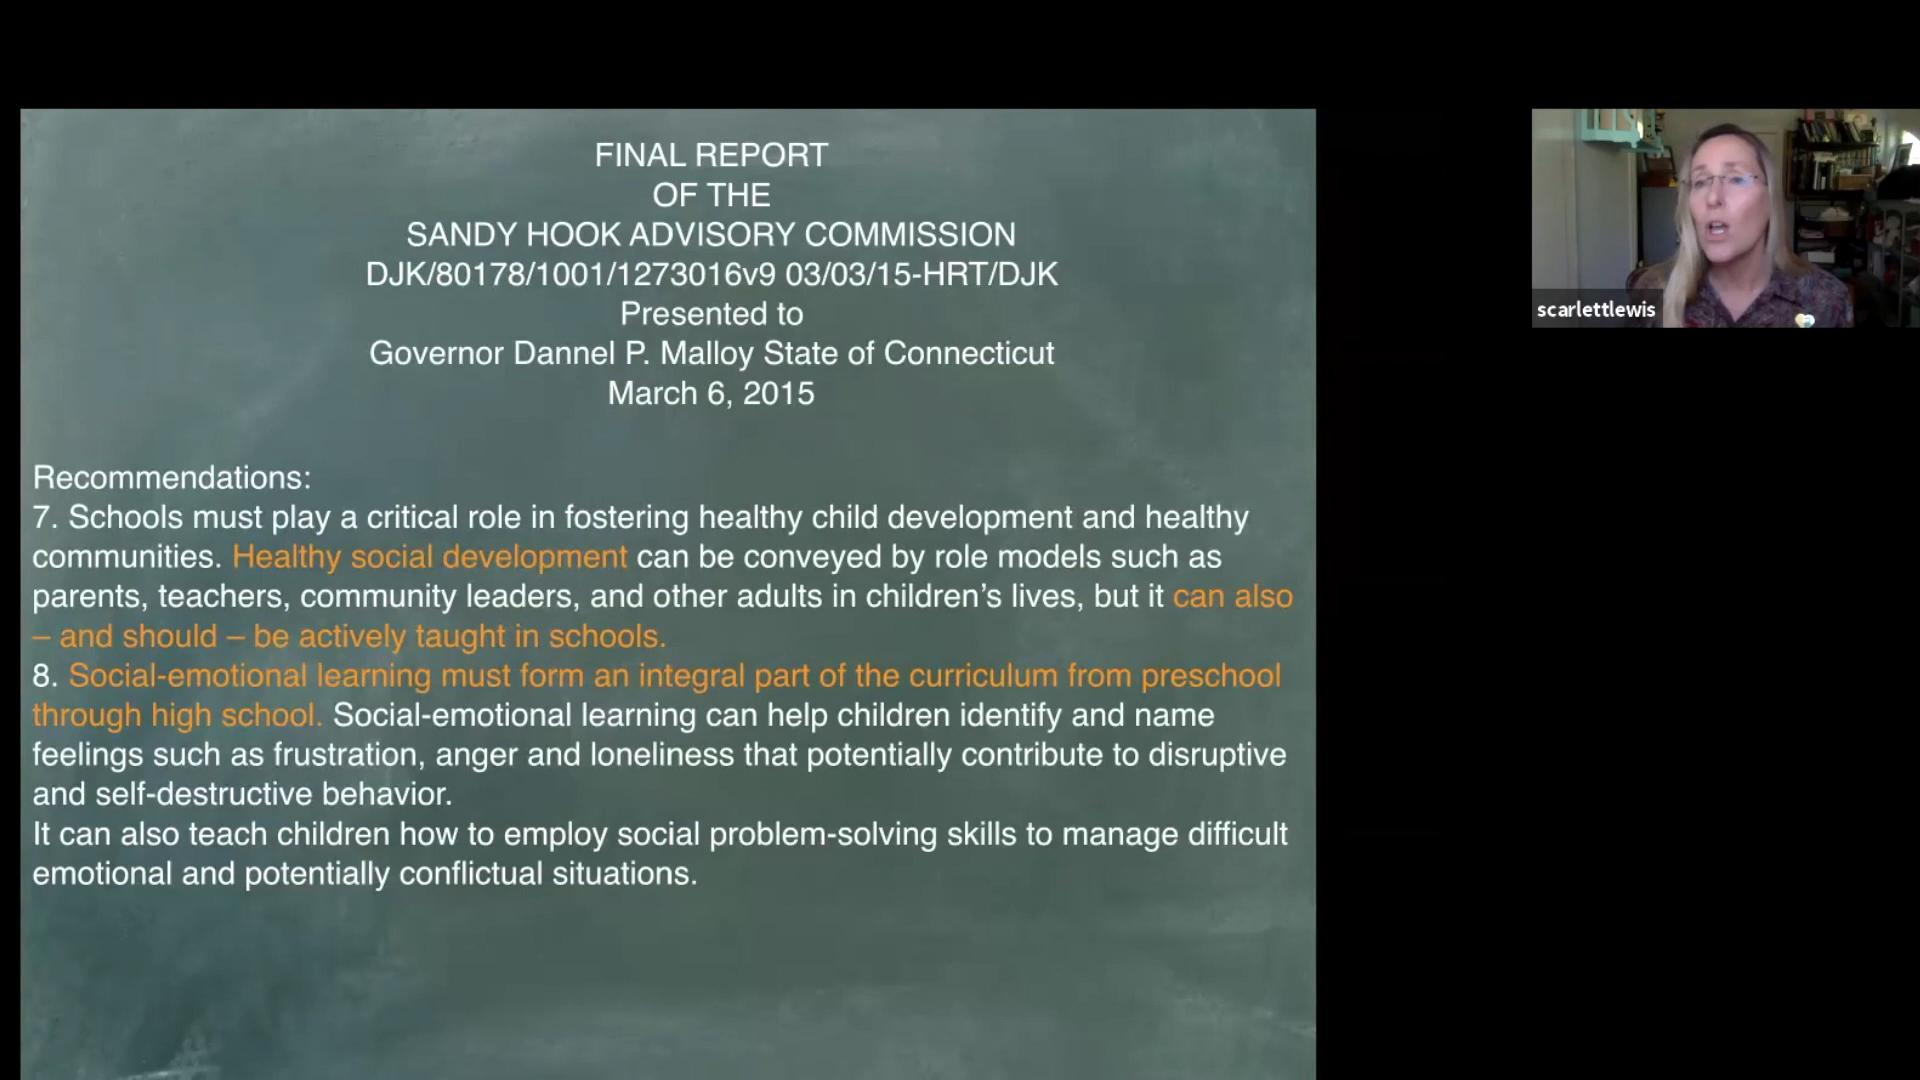 FINAL REPORT
OF THE
SANDY HOOK ADVISORY COMMISSION
DJK/80178/1001/1273016v9 03/03/15-HRT/DJK
Presented to
Governor Dannel P. Malloy State of Connecticut
March 6, 2015
Recommendations:
7. Schools must play a critical role in fostering healthy child development and healthy
communities. Healthy social development can be conveyed by role models such as
parents, teachers, community leaders, and other adults in children’s lives, but it can also
– and should – be actively taught in schools.
8. Social-emotional learning must form an integral part of the curriculum from preschool
through high school. Social-emotional learning can help children identify and name
feelings such as frustration, anger and loneliness that potentially contribute to disruptive
and self-destructive behavior.
It can also teach children how to employ social problem-solving skills to manage difficult
emotional and potentially conflictual situations.
scarlettlewis